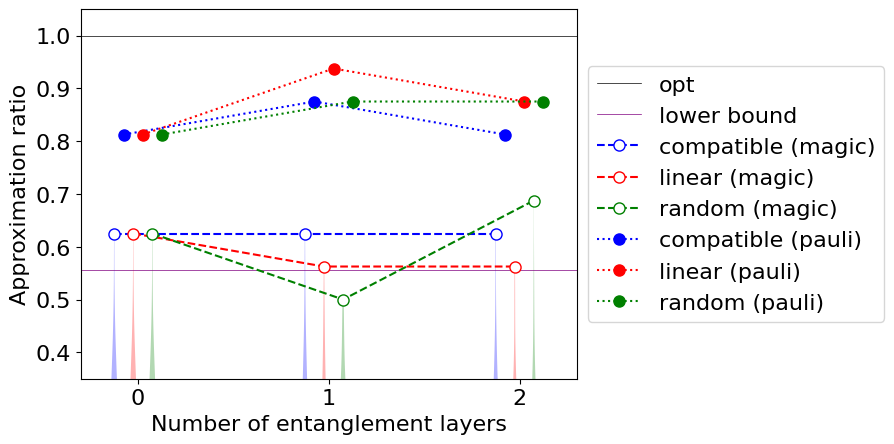 1.0
0.9
0.8
0.7
0.6
0.5
0.4
Approximation ratio
0 1 2
Number of entanglement layers
opt
lower bound
compatible (magic)
linear (magic)
random (magic)
compatible (pauli)
linear (pauli)
random (pauli)